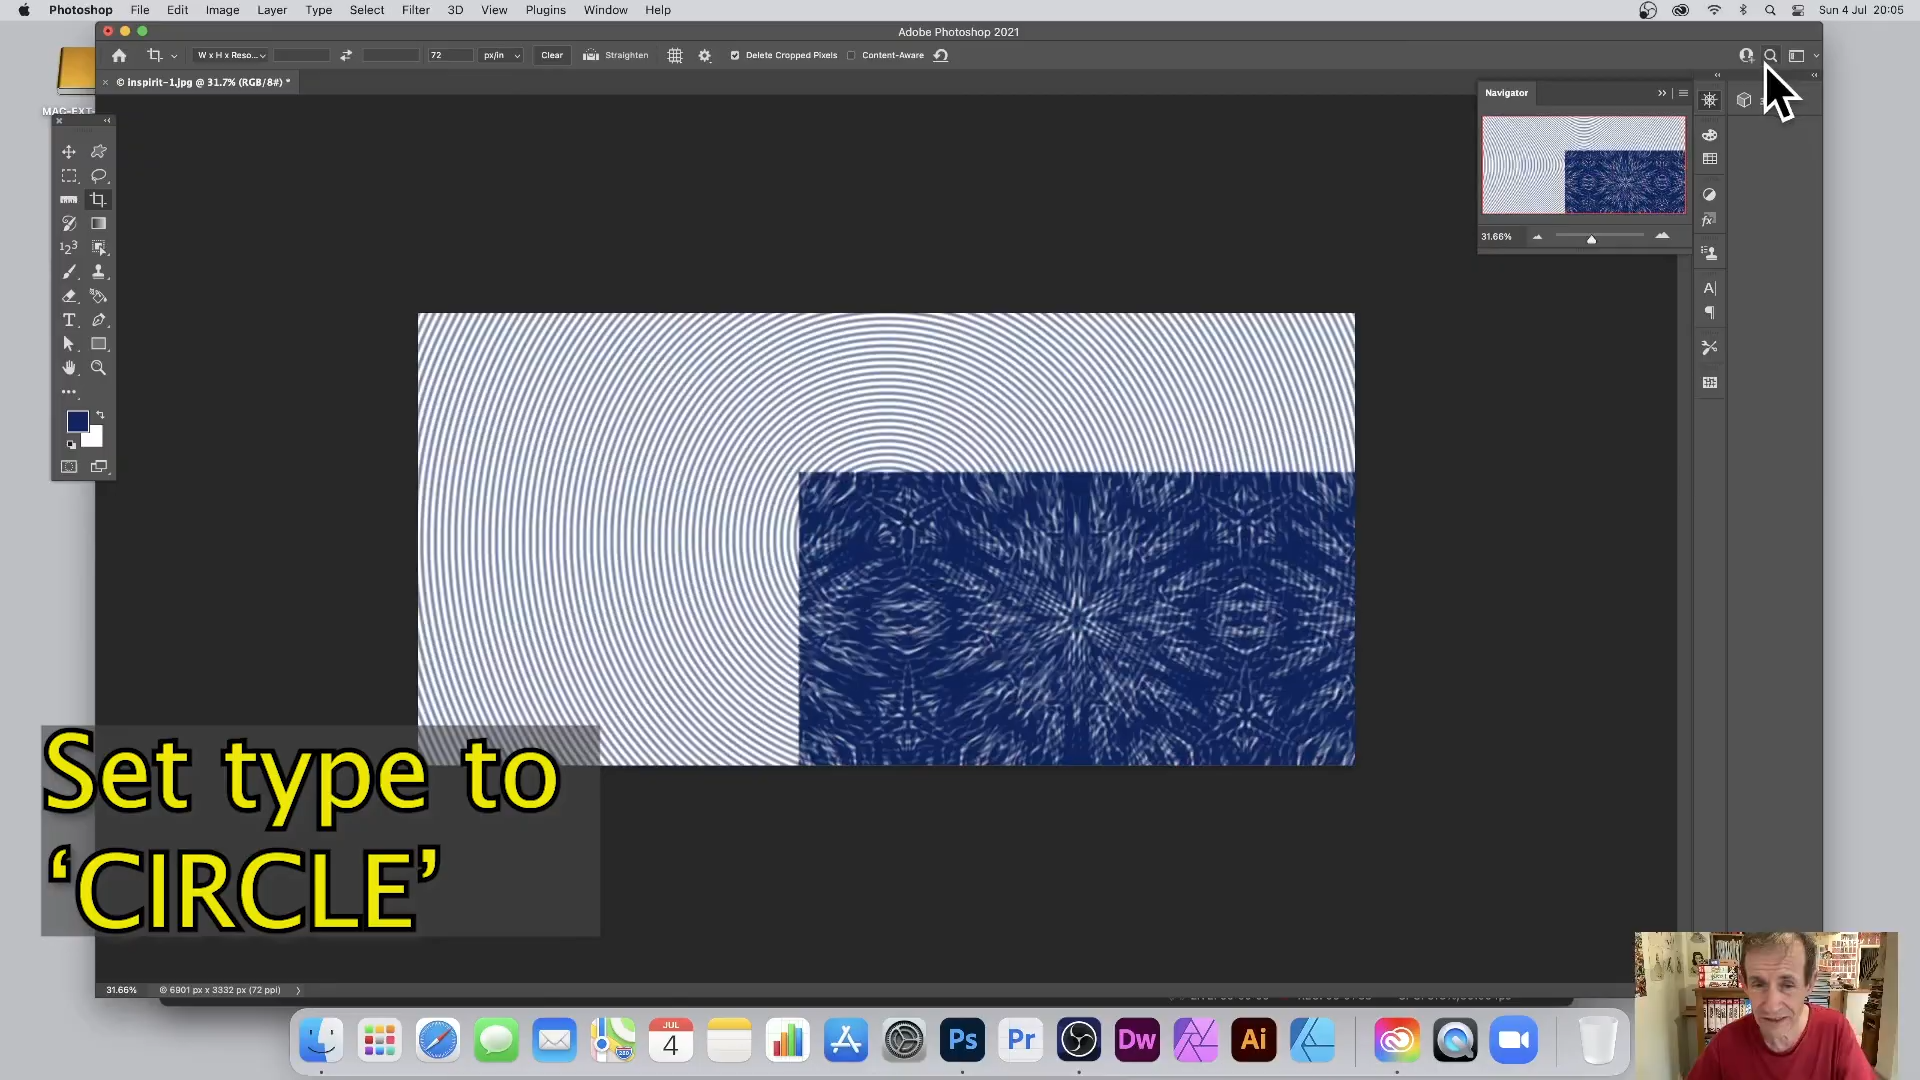 Photoshop File Edit Image Layer Type Select Filter 3D View Plugins Window Help Sun 4 Jul 20:05
Adobe Photoshop 2021
W x H x Reso... 72 px/in Clear Straighten Delete Cropped Pixels Content-Aware
© inspirit-1.jpg @ 31.7% (RGB/8#) *
MAC-EXT-
Navigator
31.66%
Set type to
‘CIRCLE’
31.66% © 6901 px x 3332 px (72 ppi)
JUL
4
280
Ps Pr Dw Ai